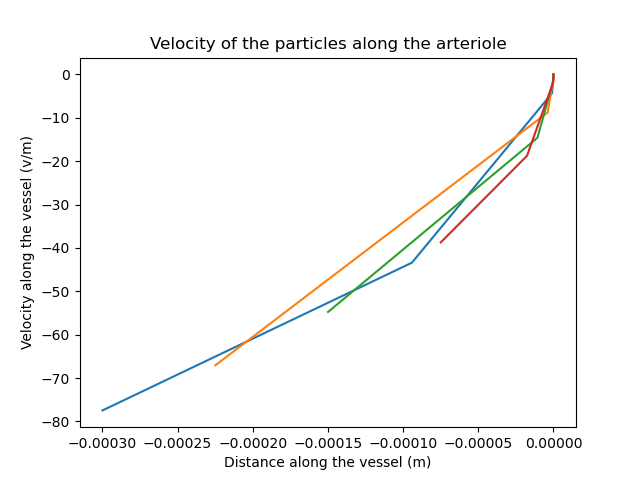 Velocity of the particles along the arteriole
Velocity along the vessel (v/m)
0
−10
−20
−30
−40
−50
−60
−70
−80
−0.00030 −0.00025 −0.00020 −0.00015 −0.00010 −0.00005 0.00000
Distance along the vessel (m)